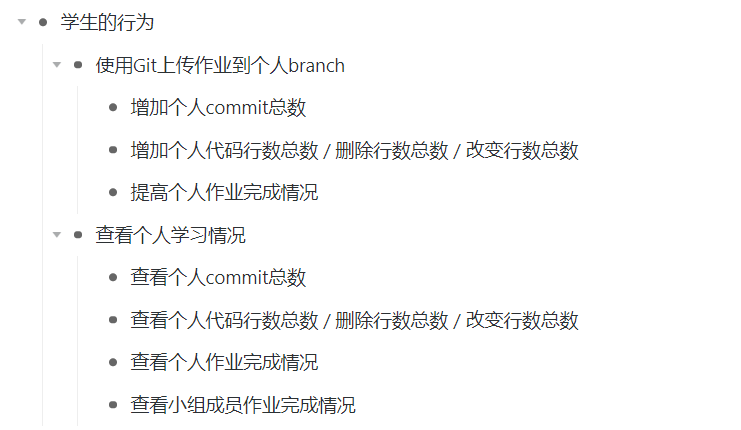 学生的行为
使用Git上传作业到个人branch
增加个人commit总数
增加个人代码行数总数 / 删除行数总数 / 改变行数总数
提高个人作业完成情况
查看个人学习情况
查看个人commit总数
查看个人代码行数总数 / 删除行数总数 / 改变行数总数
查看个人作业完成情况
查看小组成员作业完成情况